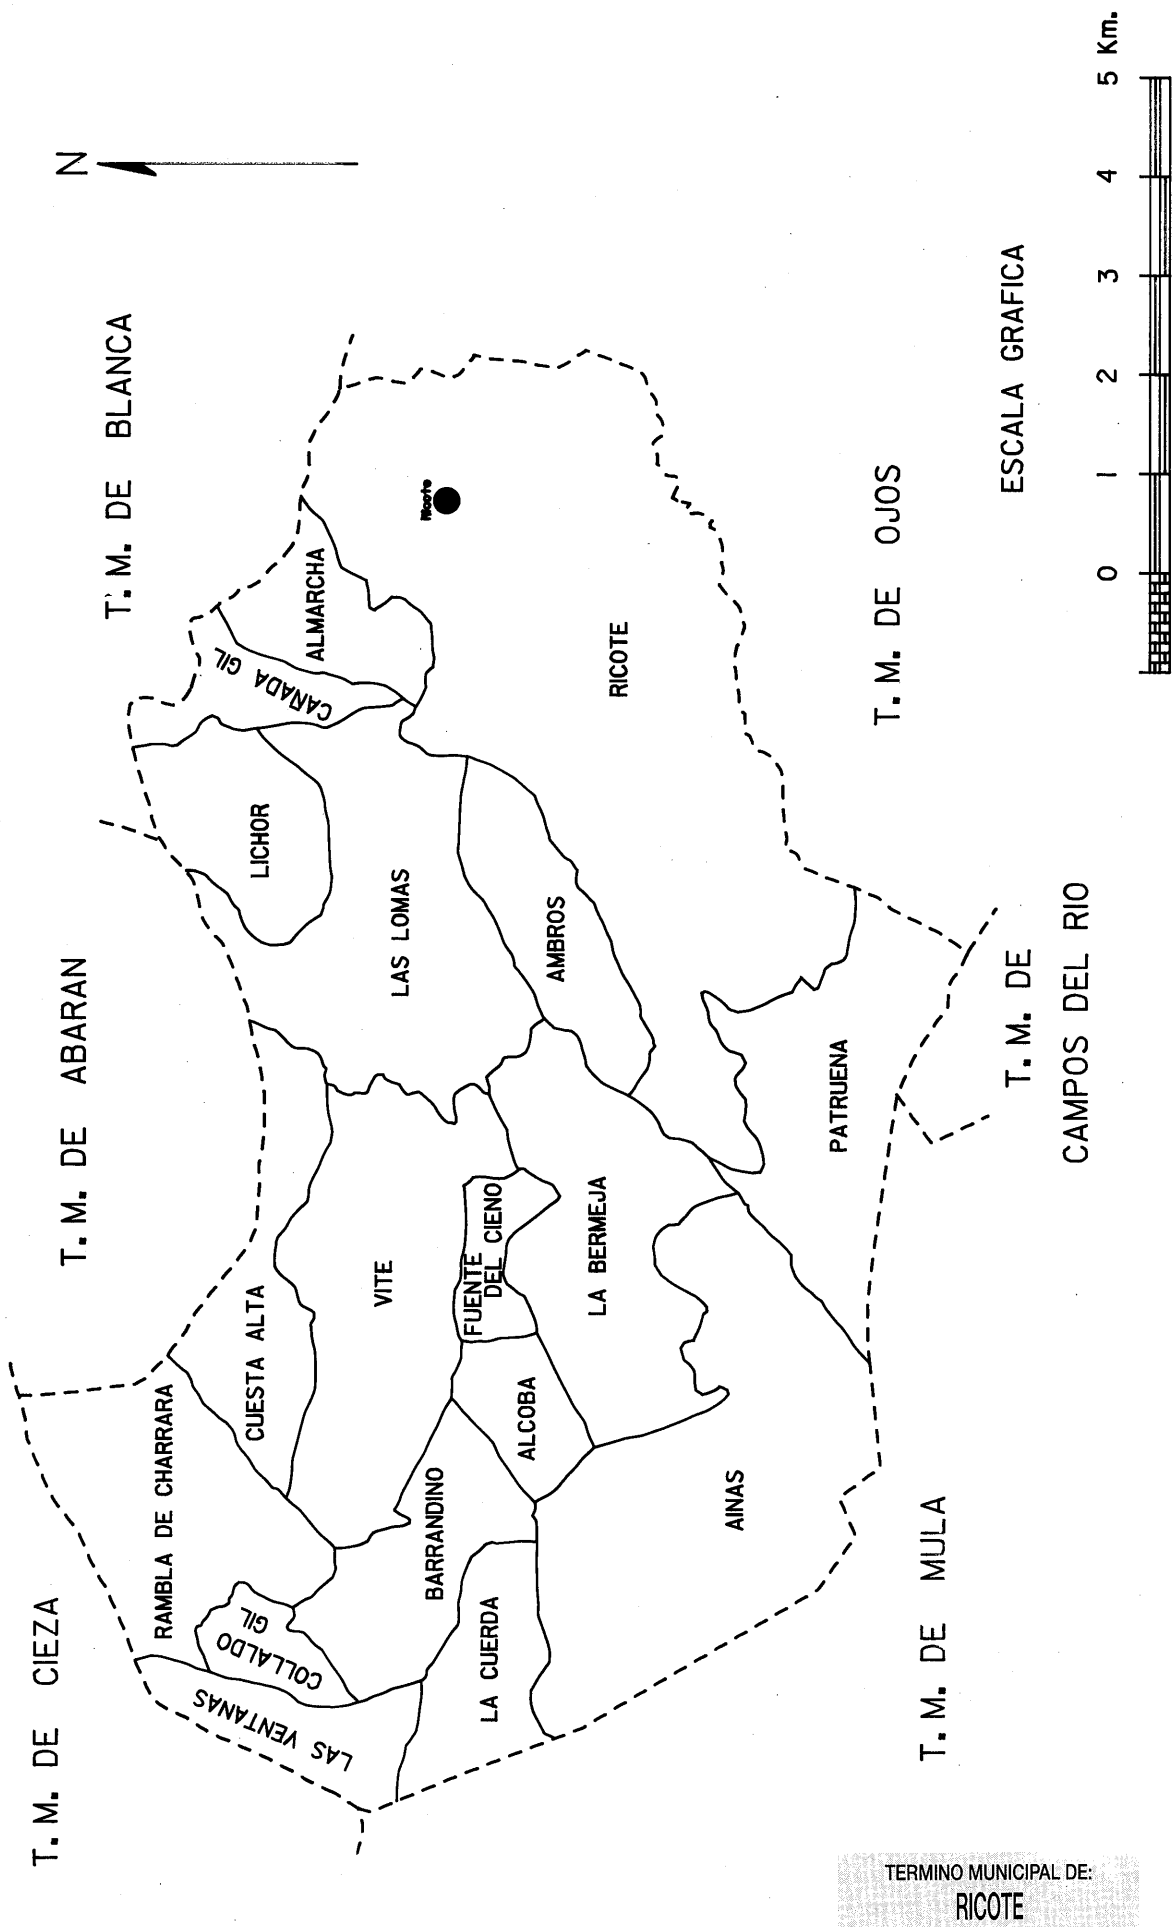 N
T. M. DE CIEZA
T. M. DE ABARAN
T. M. DE BLANCA
RAMBLA DE CHARRARA
CUESTA ALTA
LAS VENTANAS
COLLALDO
GIL
BARRANDINO
LA CUERDA
VITE
FUENTE
DEL CIENO
ALCOBA
LA BERMEJA
AINAS
LICHOR
LAS LOMAS
CAÑADA GIL
ALMARCHA
Ricote
AMBROS
RICOTE
PATRUENA
T. M. DE MULA
T. M. DE
CAMPOS DEL RIO
T. M. DE OJOS
ESCALA GRAFICA
0 1 2 3 4 5 Km.
TERMINO MUNICIPAL DE:
RICOTE